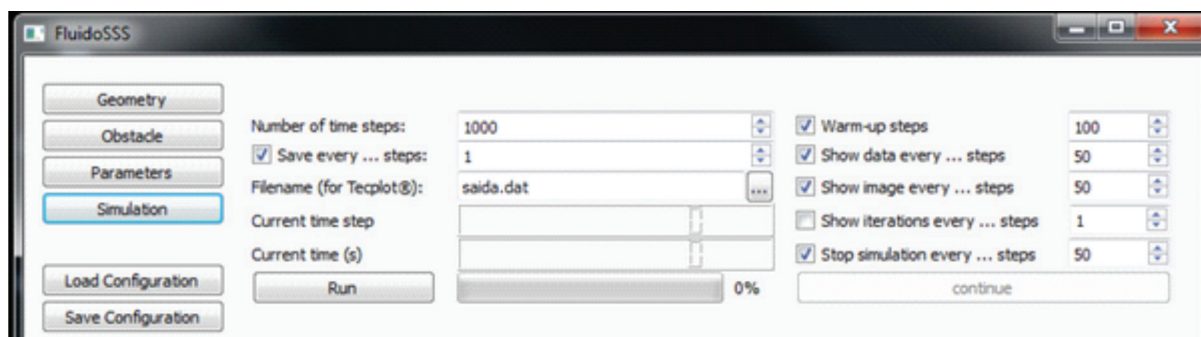 FluidoSSS
Geometry
Obstacle
Parameters
Simulation
Load Configuration
Save Configuration
Number of time steps: 1000
Save every ... steps: 1
Filename (for Tecplot®): saida.dat ...
Current time step
Current time (s)
Run 0%
Warm-up steps 100
Show data every ... steps 50
Show image every ... steps 50
Show iterations every ... steps 1
Stop simulation every ... steps 50
continue